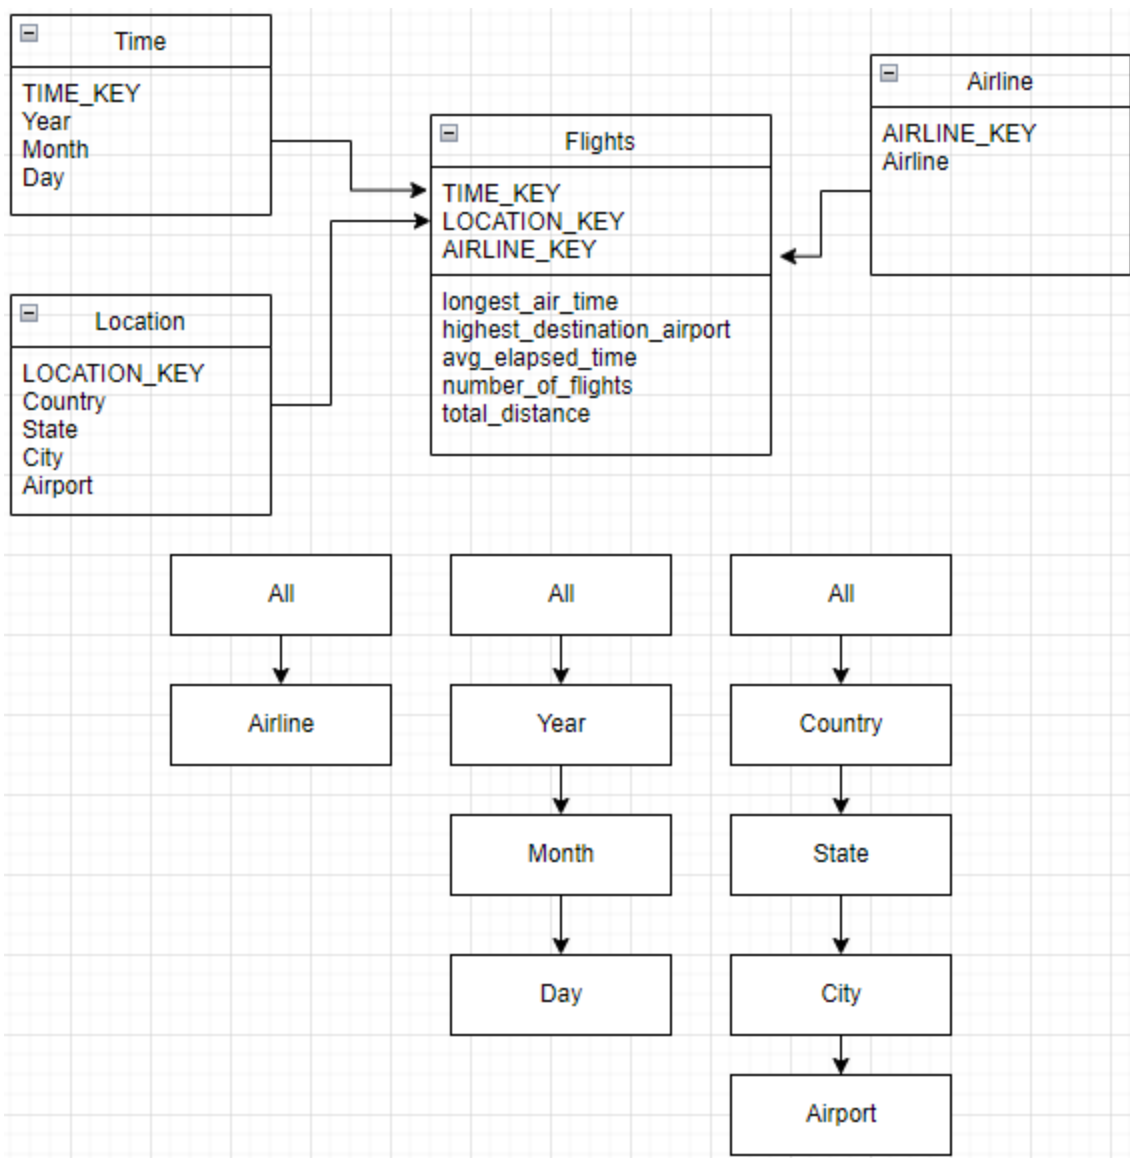 Time
TIME_KEY
Year
Month
Day
Location
LOCATION_KEY
Country
State
City
Airport
Flights
TIME_KEY
LOCATION_KEY
AIRLINE_KEY
longest_air_time
highest_destination_airport
avg_elapsed_time
number_of_flights
total_distance
Airline
AIRLINE_KEY
Airline
All
Airline
All
Year
Month
Day
All
Country
State
City
Airport